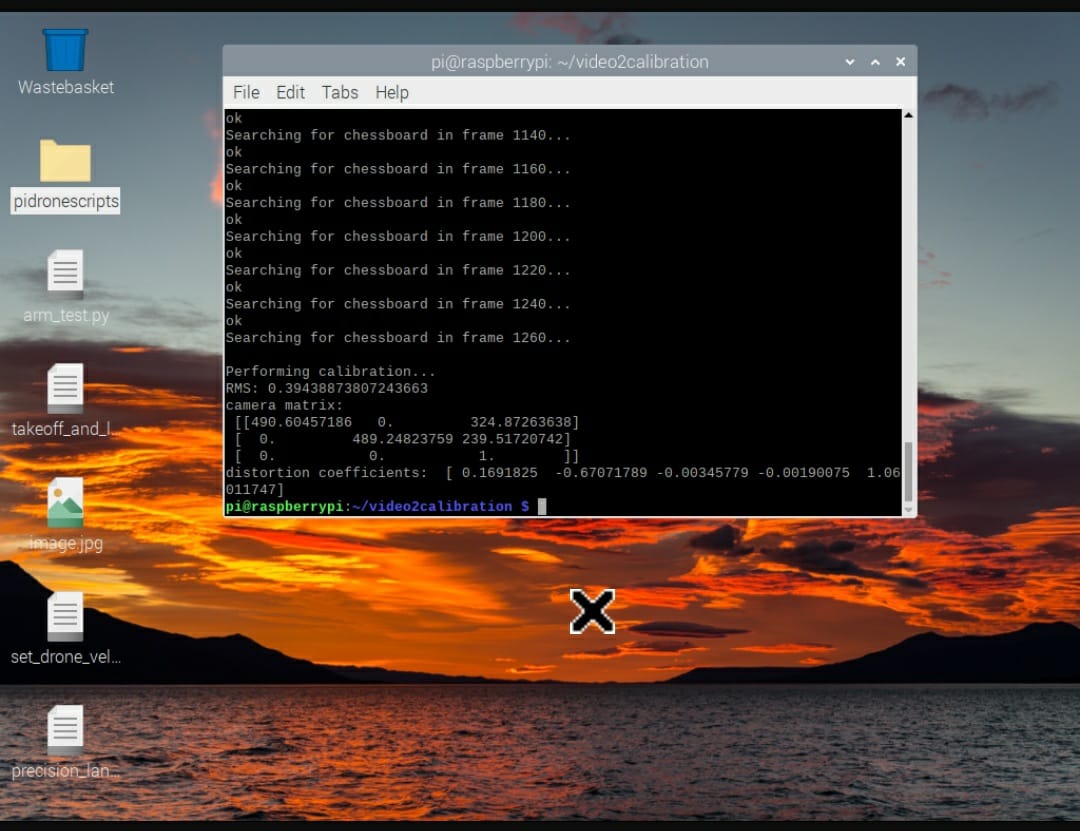 Wastebasket
pidronescripts
arm_test.py
takeoff_and_l...
image.jpg
set_drone_vel...
precision_lan...
pi@raspberrypi: ~/video2calibration
File Edit Tabs Help
ok
Searching for chessboard in frame 1140...
ok
Searching for chessboard in frame 1160...
ok
Searching for chessboard in frame 1180...
ok
Searching for chessboard in frame 1200...
ok
Searching for chessboard in frame 1220...
ok
Searching for chessboard in frame 1240...
ok
Searching for chessboard in frame 1260...
Performing calibration...
RMS: 0.39438873807243663
camera matrix:
[[490.60457186 0. 324.87263638]
[ 0. 489.24823759 239.51720742]
[ 0. 0. 1. ]]
distortion coefficients: [ 0.1691825 -0.67071789 -0.00345779 -0.00190075 1.06
011747]
pi@raspberrypi:~/video2calibration $